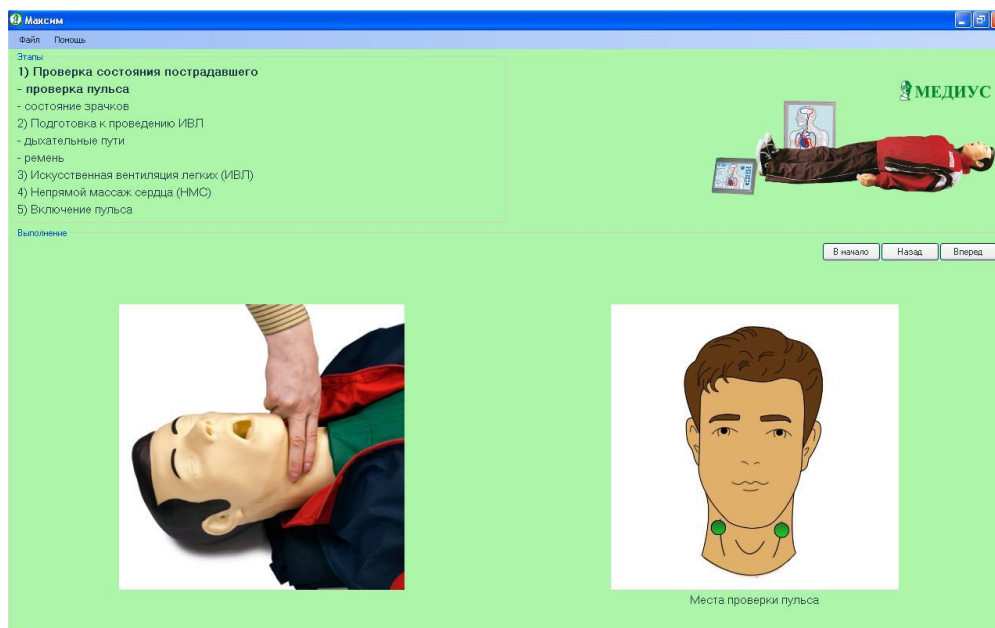 Максим
Файл Помощь
Этапы
1) Проверка состояния пострадавшего
- проверка пульса
- состояние зрачков
2) Подготовка к проведению ИВЛ
- дыхательные пути
- ремень
3) Искусственная вентиляция легких (ИВЛ)
4) Непрямой массаж сердца (НМС)
5) Включение пульса
МЕДИУС
Выполнение
В начало Назад Вперед
Места проверки пульса